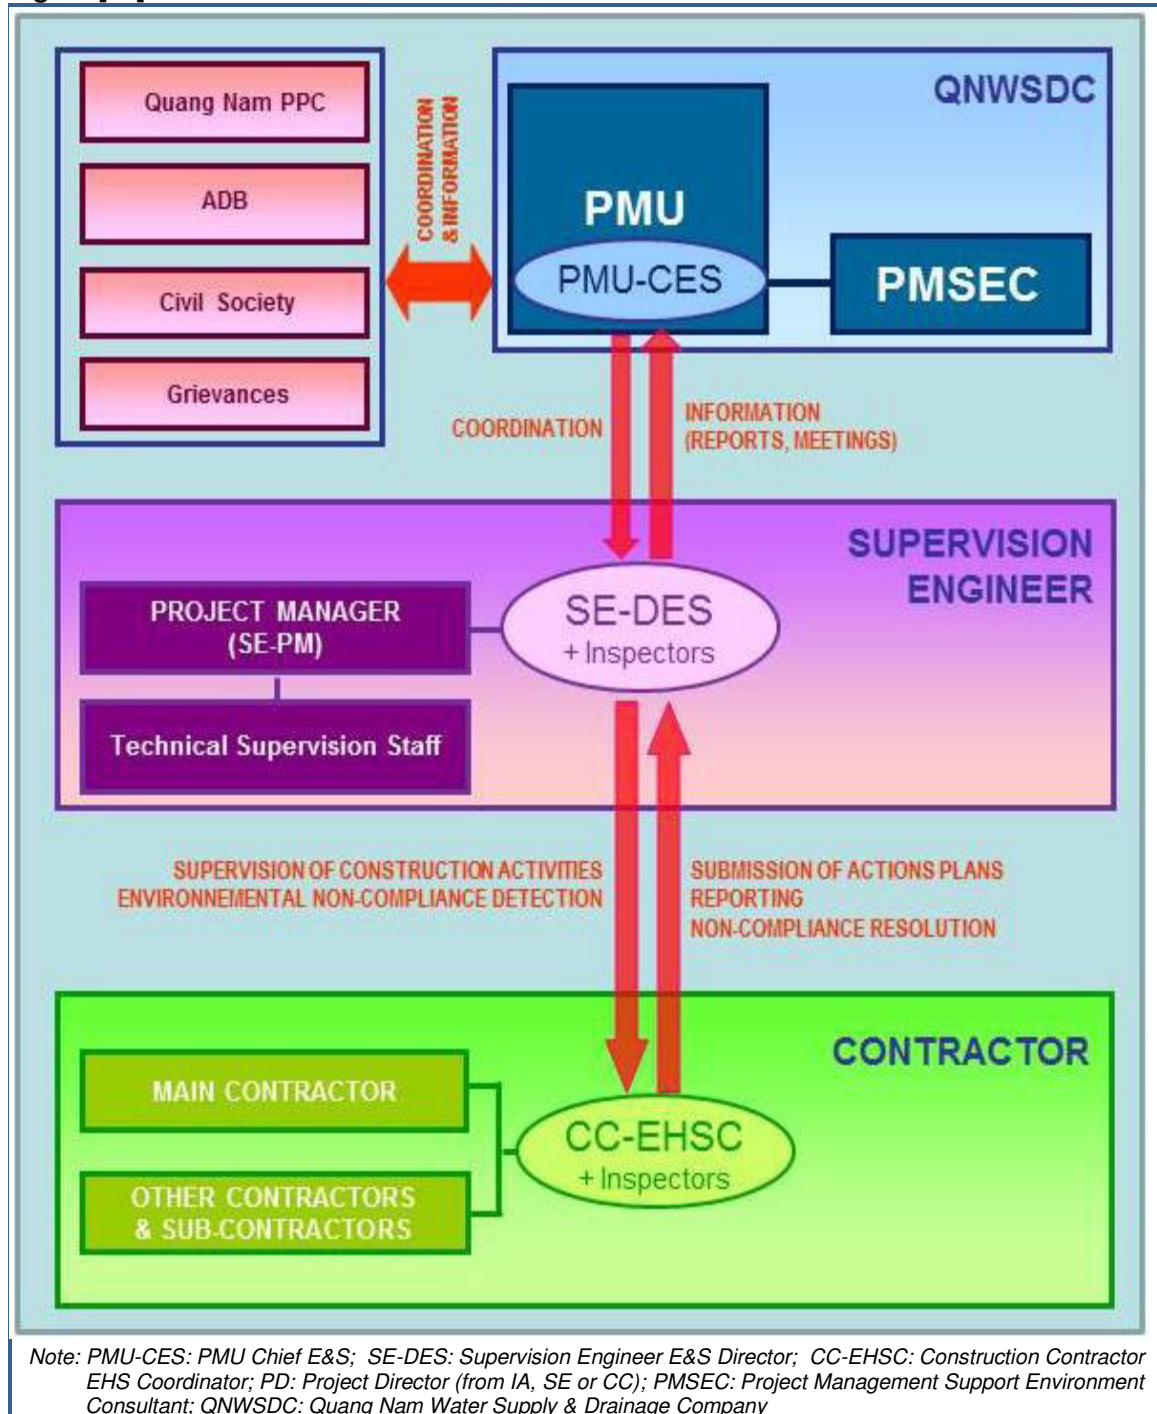 Quang Nam PPC
ADB
Civil Society
Grievances
COORDINATION
& INFORMATION
QNWSDC
PMU
PMU-CES
PMSEC
COORDINATION
INFORMATION
(REPORTS, MEETINGS)
SUPERVISION
ENGINEER
PROJECT MANAGER
(SE-PM)
SE-DES
+ Inspectors
Technical Supervision Staff
SUPERVISION OF CONSTRUCTION ACTIVITIES
ENVIRONNEMENTAL NON-COMPLIANCE DETECTION
SUBMISSION OF ACTIONS PLANS
REPORTING
NON-COMPLIANCE RESOLUTION
CONTRACTOR
MAIN CONTRACTOR
CC-EHSC
+ Inspectors
OTHER CONTRACTORS
& SUB-CONTRACTORS
Note: PMU-CES: PMU Chief E&S; SE-DES: Supervision Engineer E&S Director; CC-EHSC: Construction Contractor
EHS Coordinator; PD: Project Director (from IA, SE or CC); PMSEC: Project Management Support Environment
Consultant; QNWSDC: Quang Nam Water Supply & Drainage Company